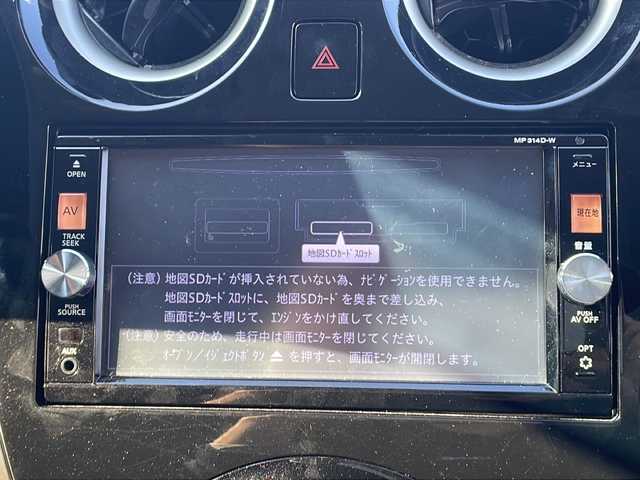 MP314D-W
OPEN
メニュー
AV
現在地
TRACK
SEEK
音量
地図SDｶｰﾄﾞｽﾛｯﾄ
(注意) 地図SDｶｰﾄﾞが挿入されていない為、ﾅﾋﾞｹﾞｰｼｮﾝを使用できません。
地図SDｶｰﾄﾞｽﾛｯﾄに、地図SDｶｰﾄﾞを奥まで差し込み、
画面ﾓﾆﾀｰを閉じて、ｴﾝｼﾞﾝをかけ直してください。
(注意) 安全のため、走行中は画面ﾓﾆﾀｰを閉じてください。
ｵｰﾌﾟﾝ／ｲｼﾞｪｸﾄﾎﾞﾀﾝ ⏏ を押すと、画面ﾓﾆﾀｰが開閉します。
PUSH
SOURCE
PUSH
AV OFF
AUX
OPT